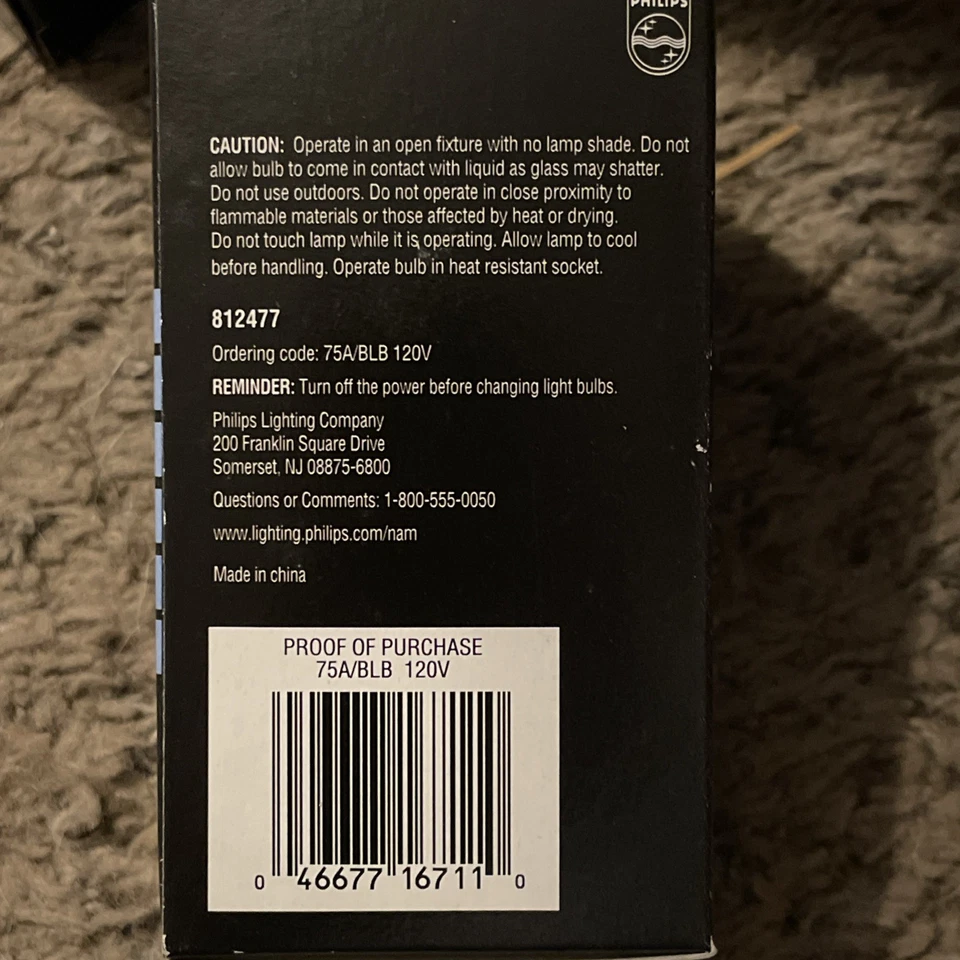 PHILIPS
CAUTION: Operate in an open fixture with no lamp shade. Do not
allow bulb to come in contact with liquid as glass may shatter.
Do not use outdoors. Do not operate in close proximity to
flammable materials or those affected by heat or drying.
Do not touch lamp while it is operating. Allow lamp to cool
before handling. Operate bulb in heat resistant socket.
812477
Ordering code: 75A/BLB 120V
REMINDER: Turn off the power before changing light bulbs.
Philips Lighting Company
200 Franklin Square Drive
Somerset, NJ 08875-6800
Questions or Comments: 1-800-555-0050
www.lighting.philips.com/nam
Made in china
PROOF OF PURCHASE
75A/BLB 120V
0 46677 16711 0